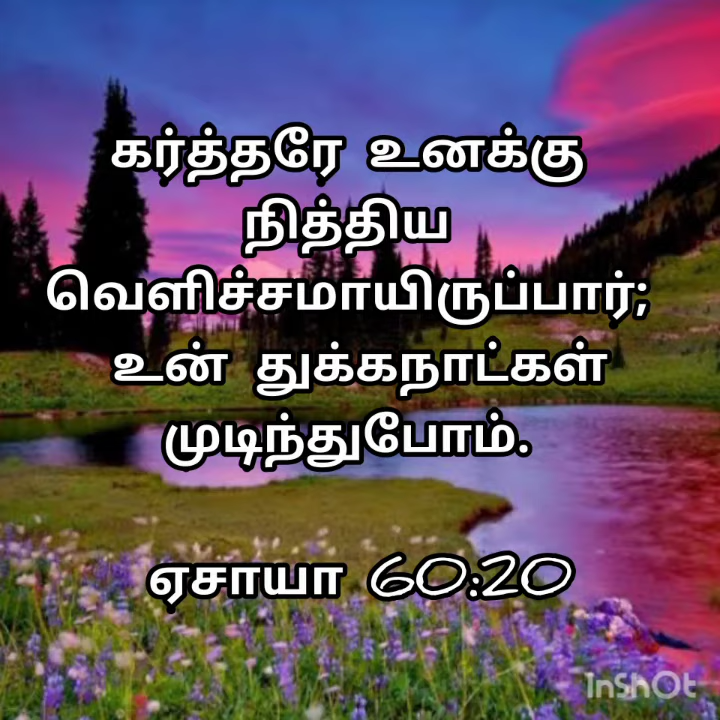 கர்த்தரே உனக்கு
நித்திய
வெளிச்சமாயிருப்பார்;
உன் துக்கநாட்கள்
முடிந்துபோம்.
ஏசாயா 60:20
InShOt